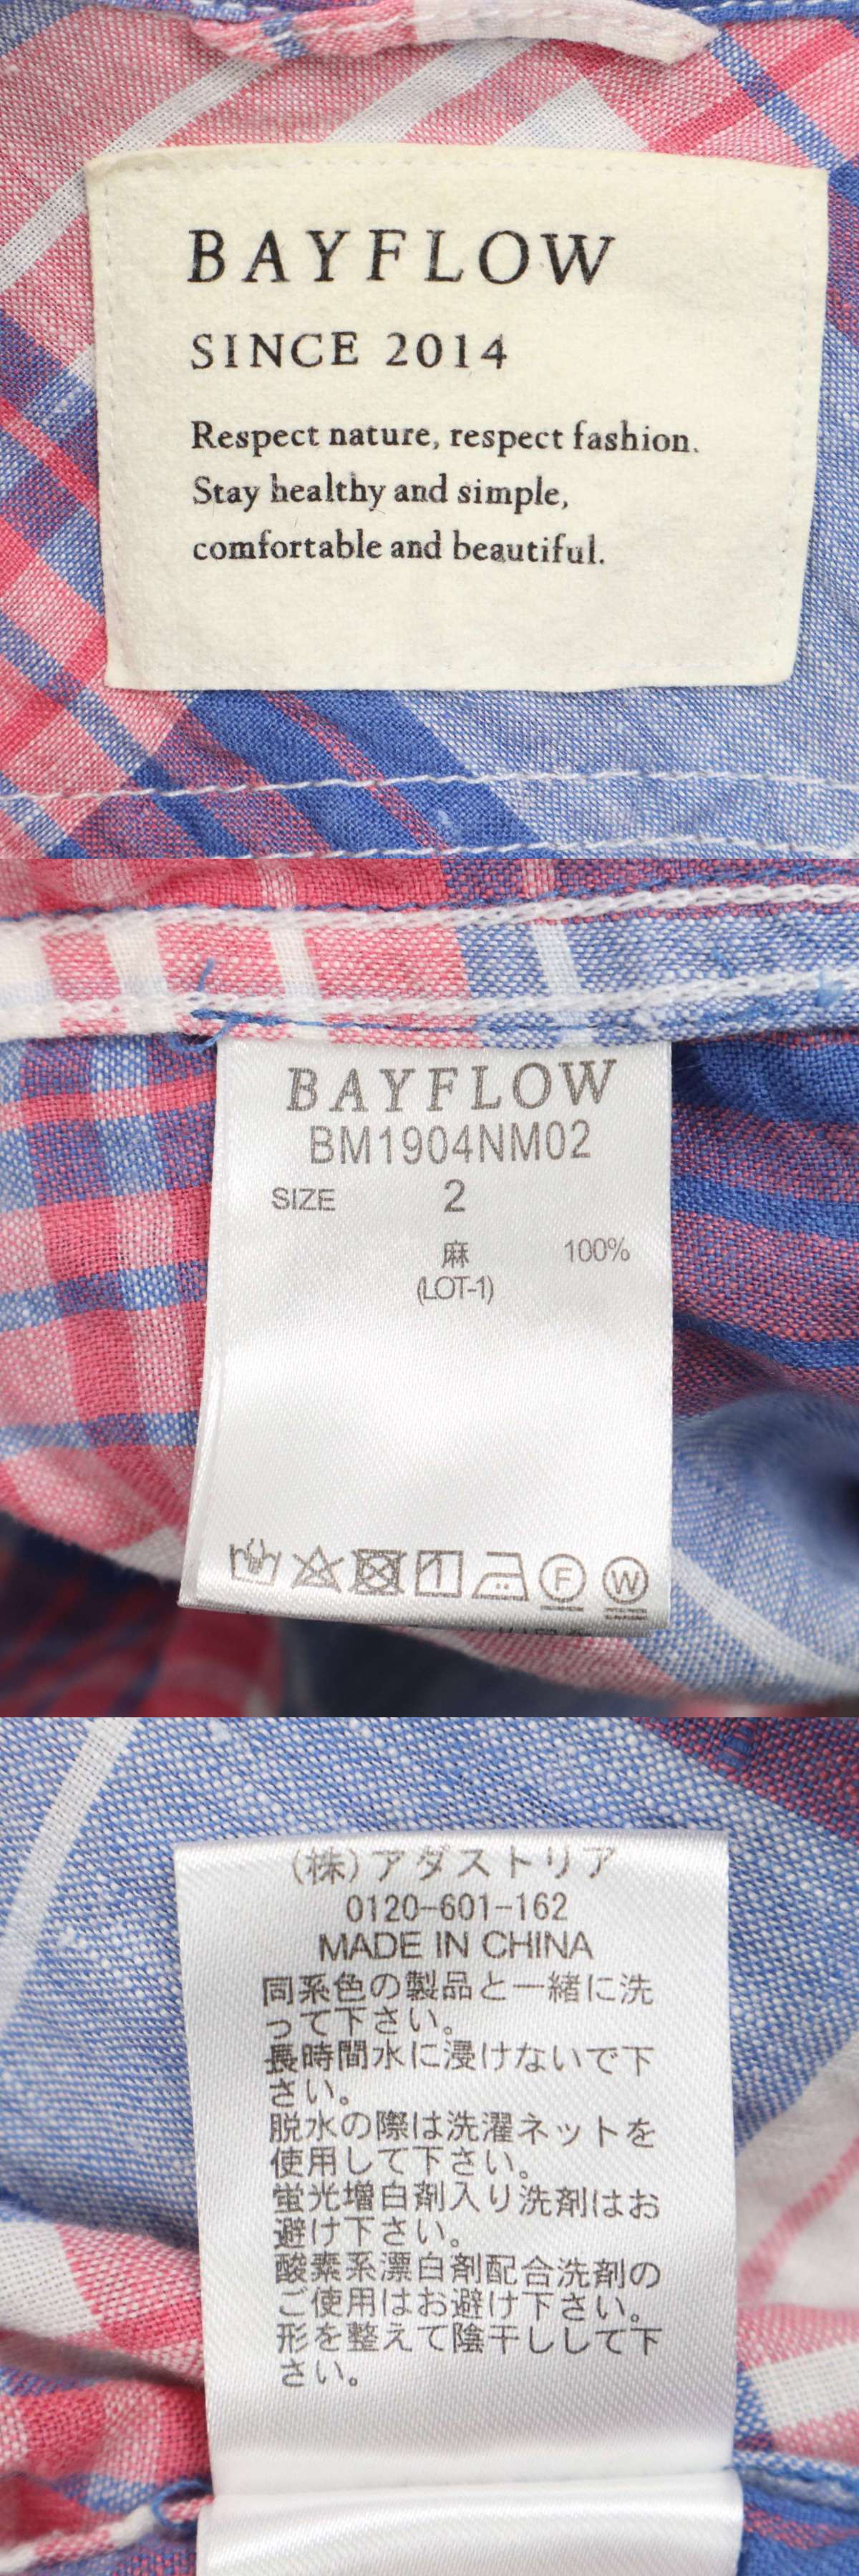 BAYFLOW
SINCE 2014
Respect nature, respect fashion.
Stay healthy and simple,
comfortable and beautiful.
BAYFLOW
BM1904NM02
SIZE 2
麻 100%
(LOT-1)
F W
(株)アダストリア
0120-601-162
MADE IN CHINA
同系色の製品と一緒に洗
って下さい。
長時間水に浸けないで下
さい。
脱水の際は洗濯ネットを
使用して下さい。
蛍光増白剤入り洗剤はお
避け下さい。
酸素系漂白剤配合洗剤の
ご使用はお避け下さい。
形を整えて陰干しして下
さい。